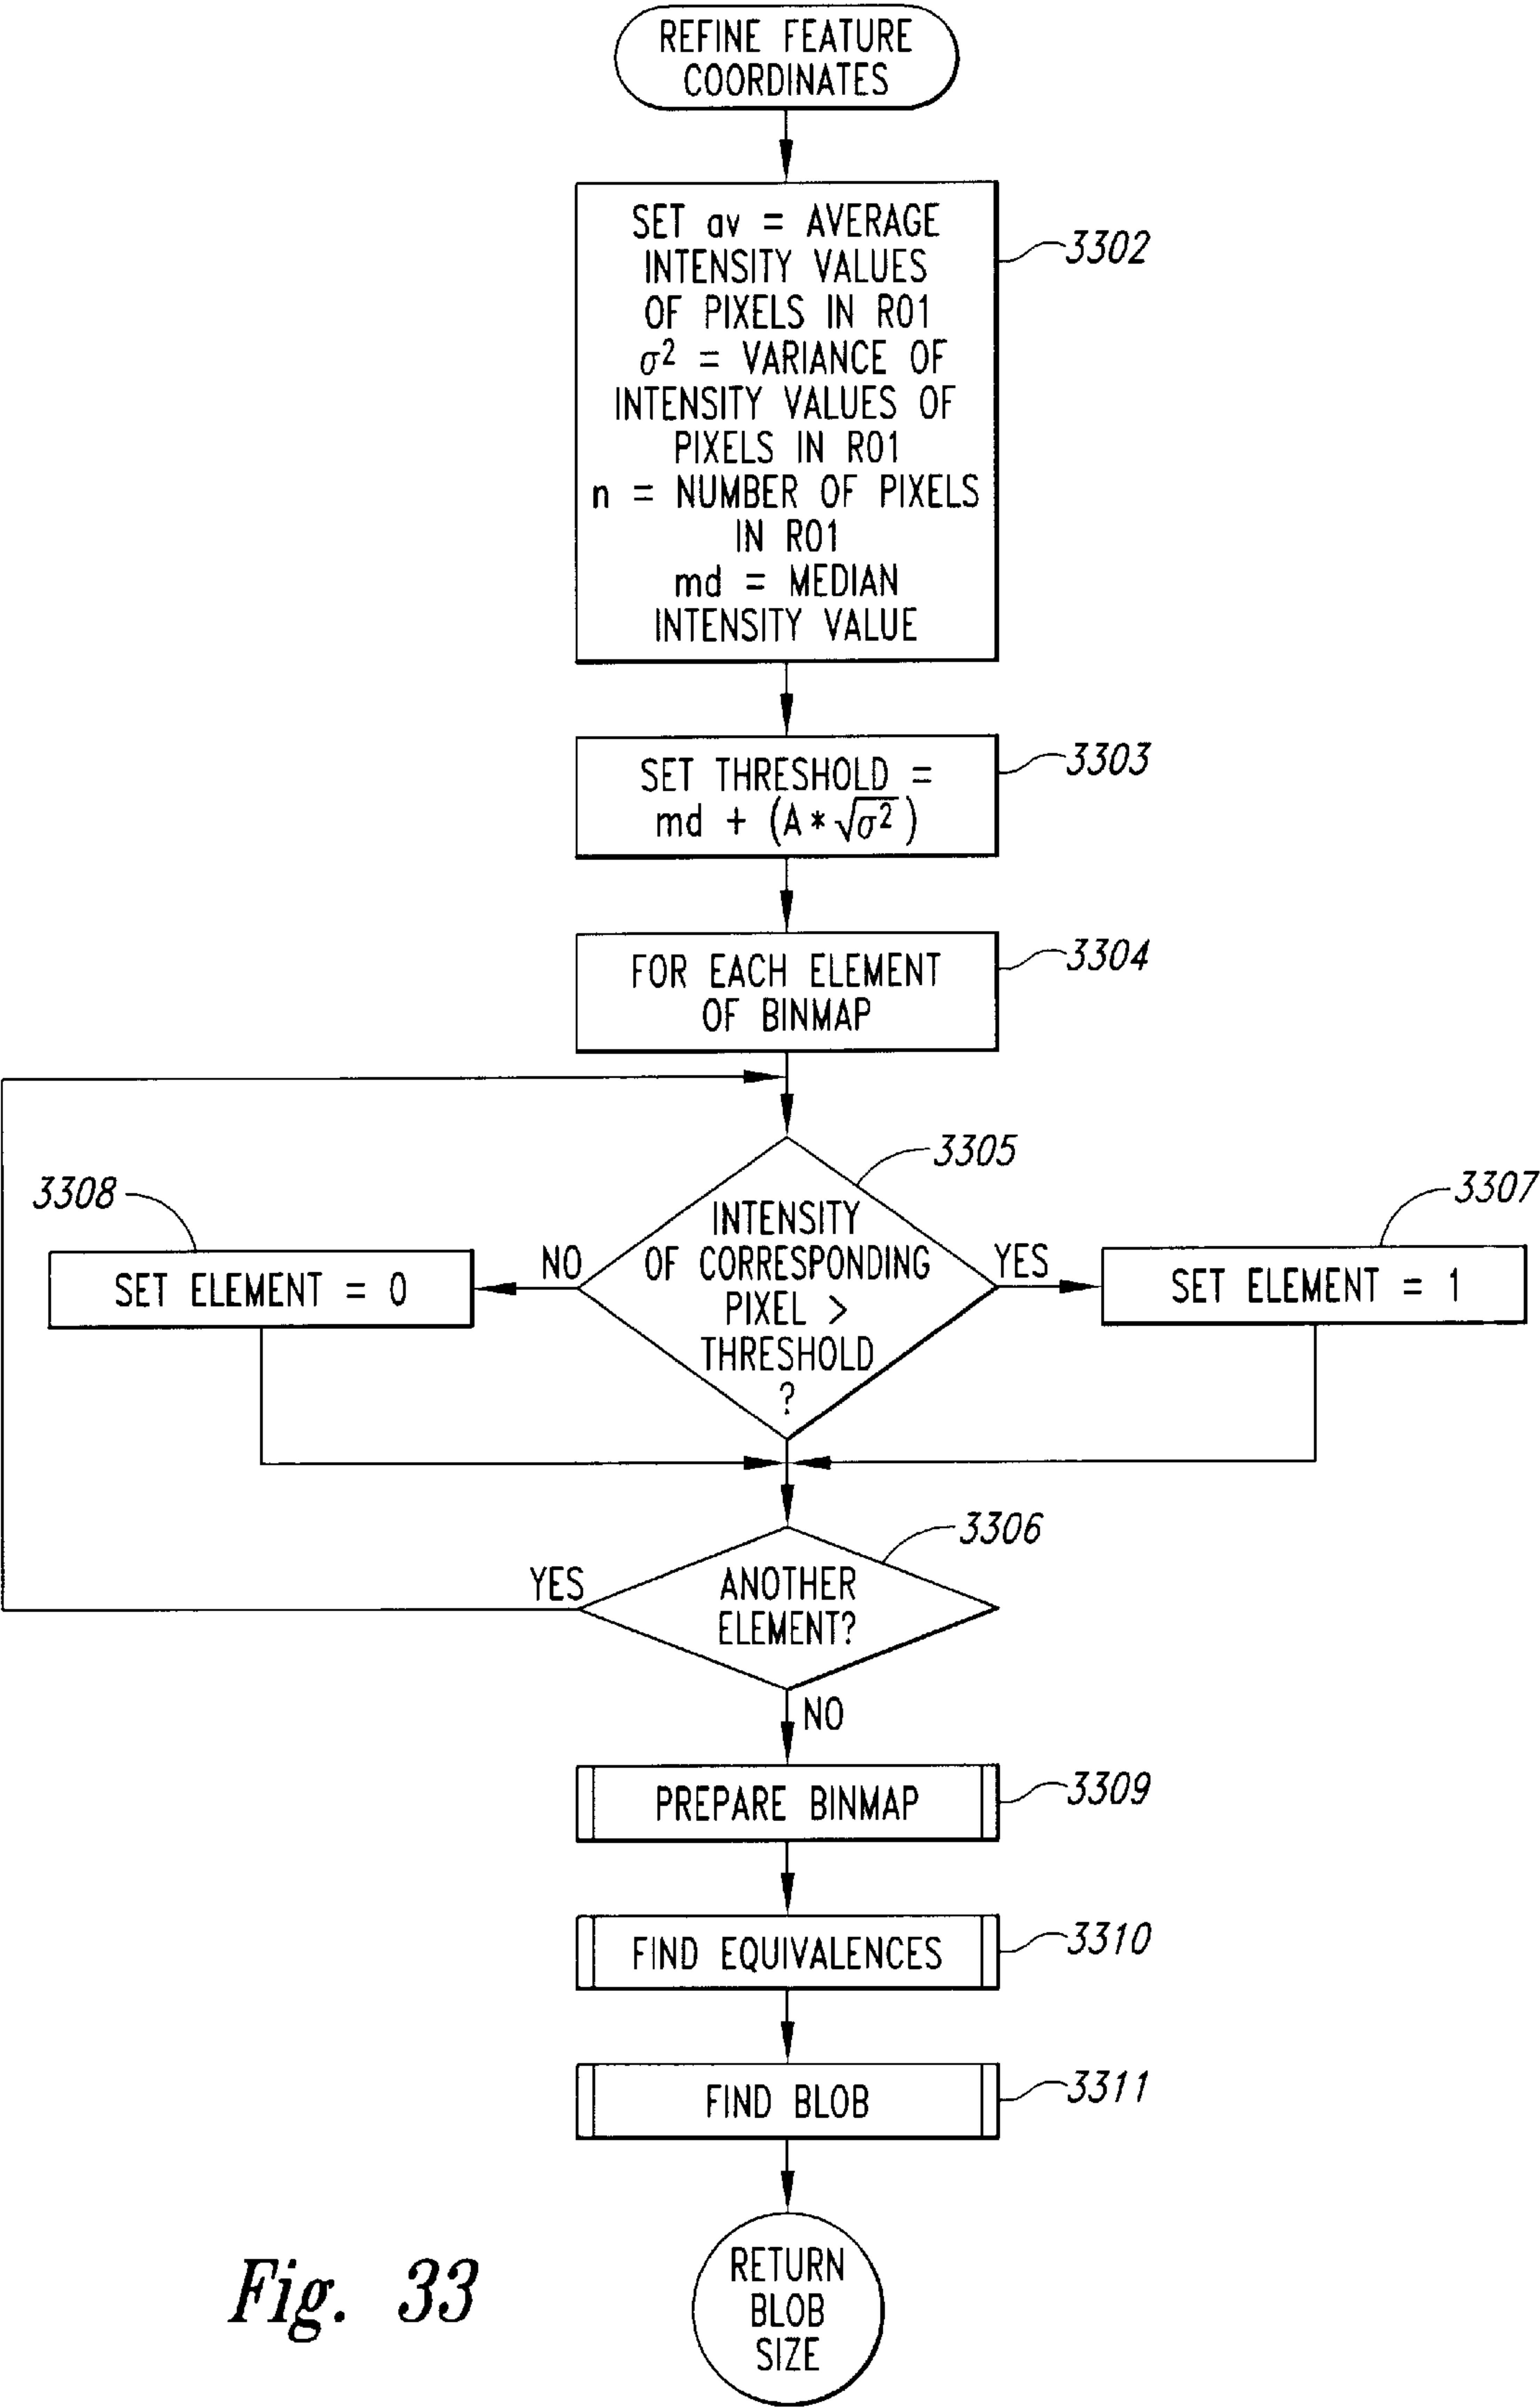 REFINE FEATURE
COORDINATES
SET av = AVERAGE
INTENSITY VALUES
OF PIXELS IN R01
σ² = VARIANCE OF
INTENSITY VALUES OF
PIXELS IN R01
n = NUMBER OF PIXELS
IN R01
md = MEDIAN
INTENSITY VALUE
3302
SET THRESHOLD =
md + (A*√σ²)
3303
FOR EACH ELEMENT
OF BINMAP
3304
3305
INTENSITY
OF CORRESPONDING
PIXEL >
THRESHOLD
?
NO
YES
3308
SET ELEMENT = 0
3307
SET ELEMENT = 1
3306
ANOTHER
ELEMENT?
YES
NO
PREPARE BINMAP
3309
FIND EQUIVALENCES
3310
FIND BLOB
3311
RETURN
BLOB
SIZE
Fig. 33